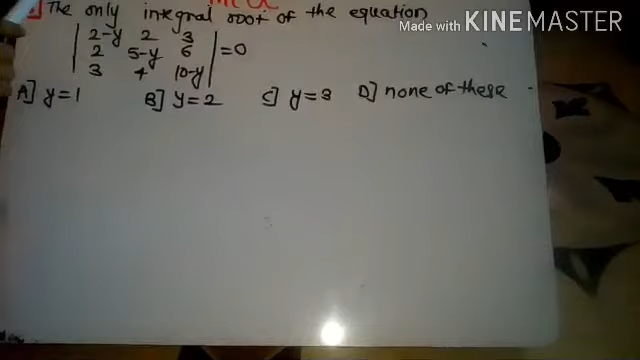 MCQ
The only integral root of the equation
Made with KINEMASTER
| 2-y 2 3 |
| 2 5-y 6 | =0
| 3 4 10-y |
A] y=1 B] y=2 C] y=3 D] none of these